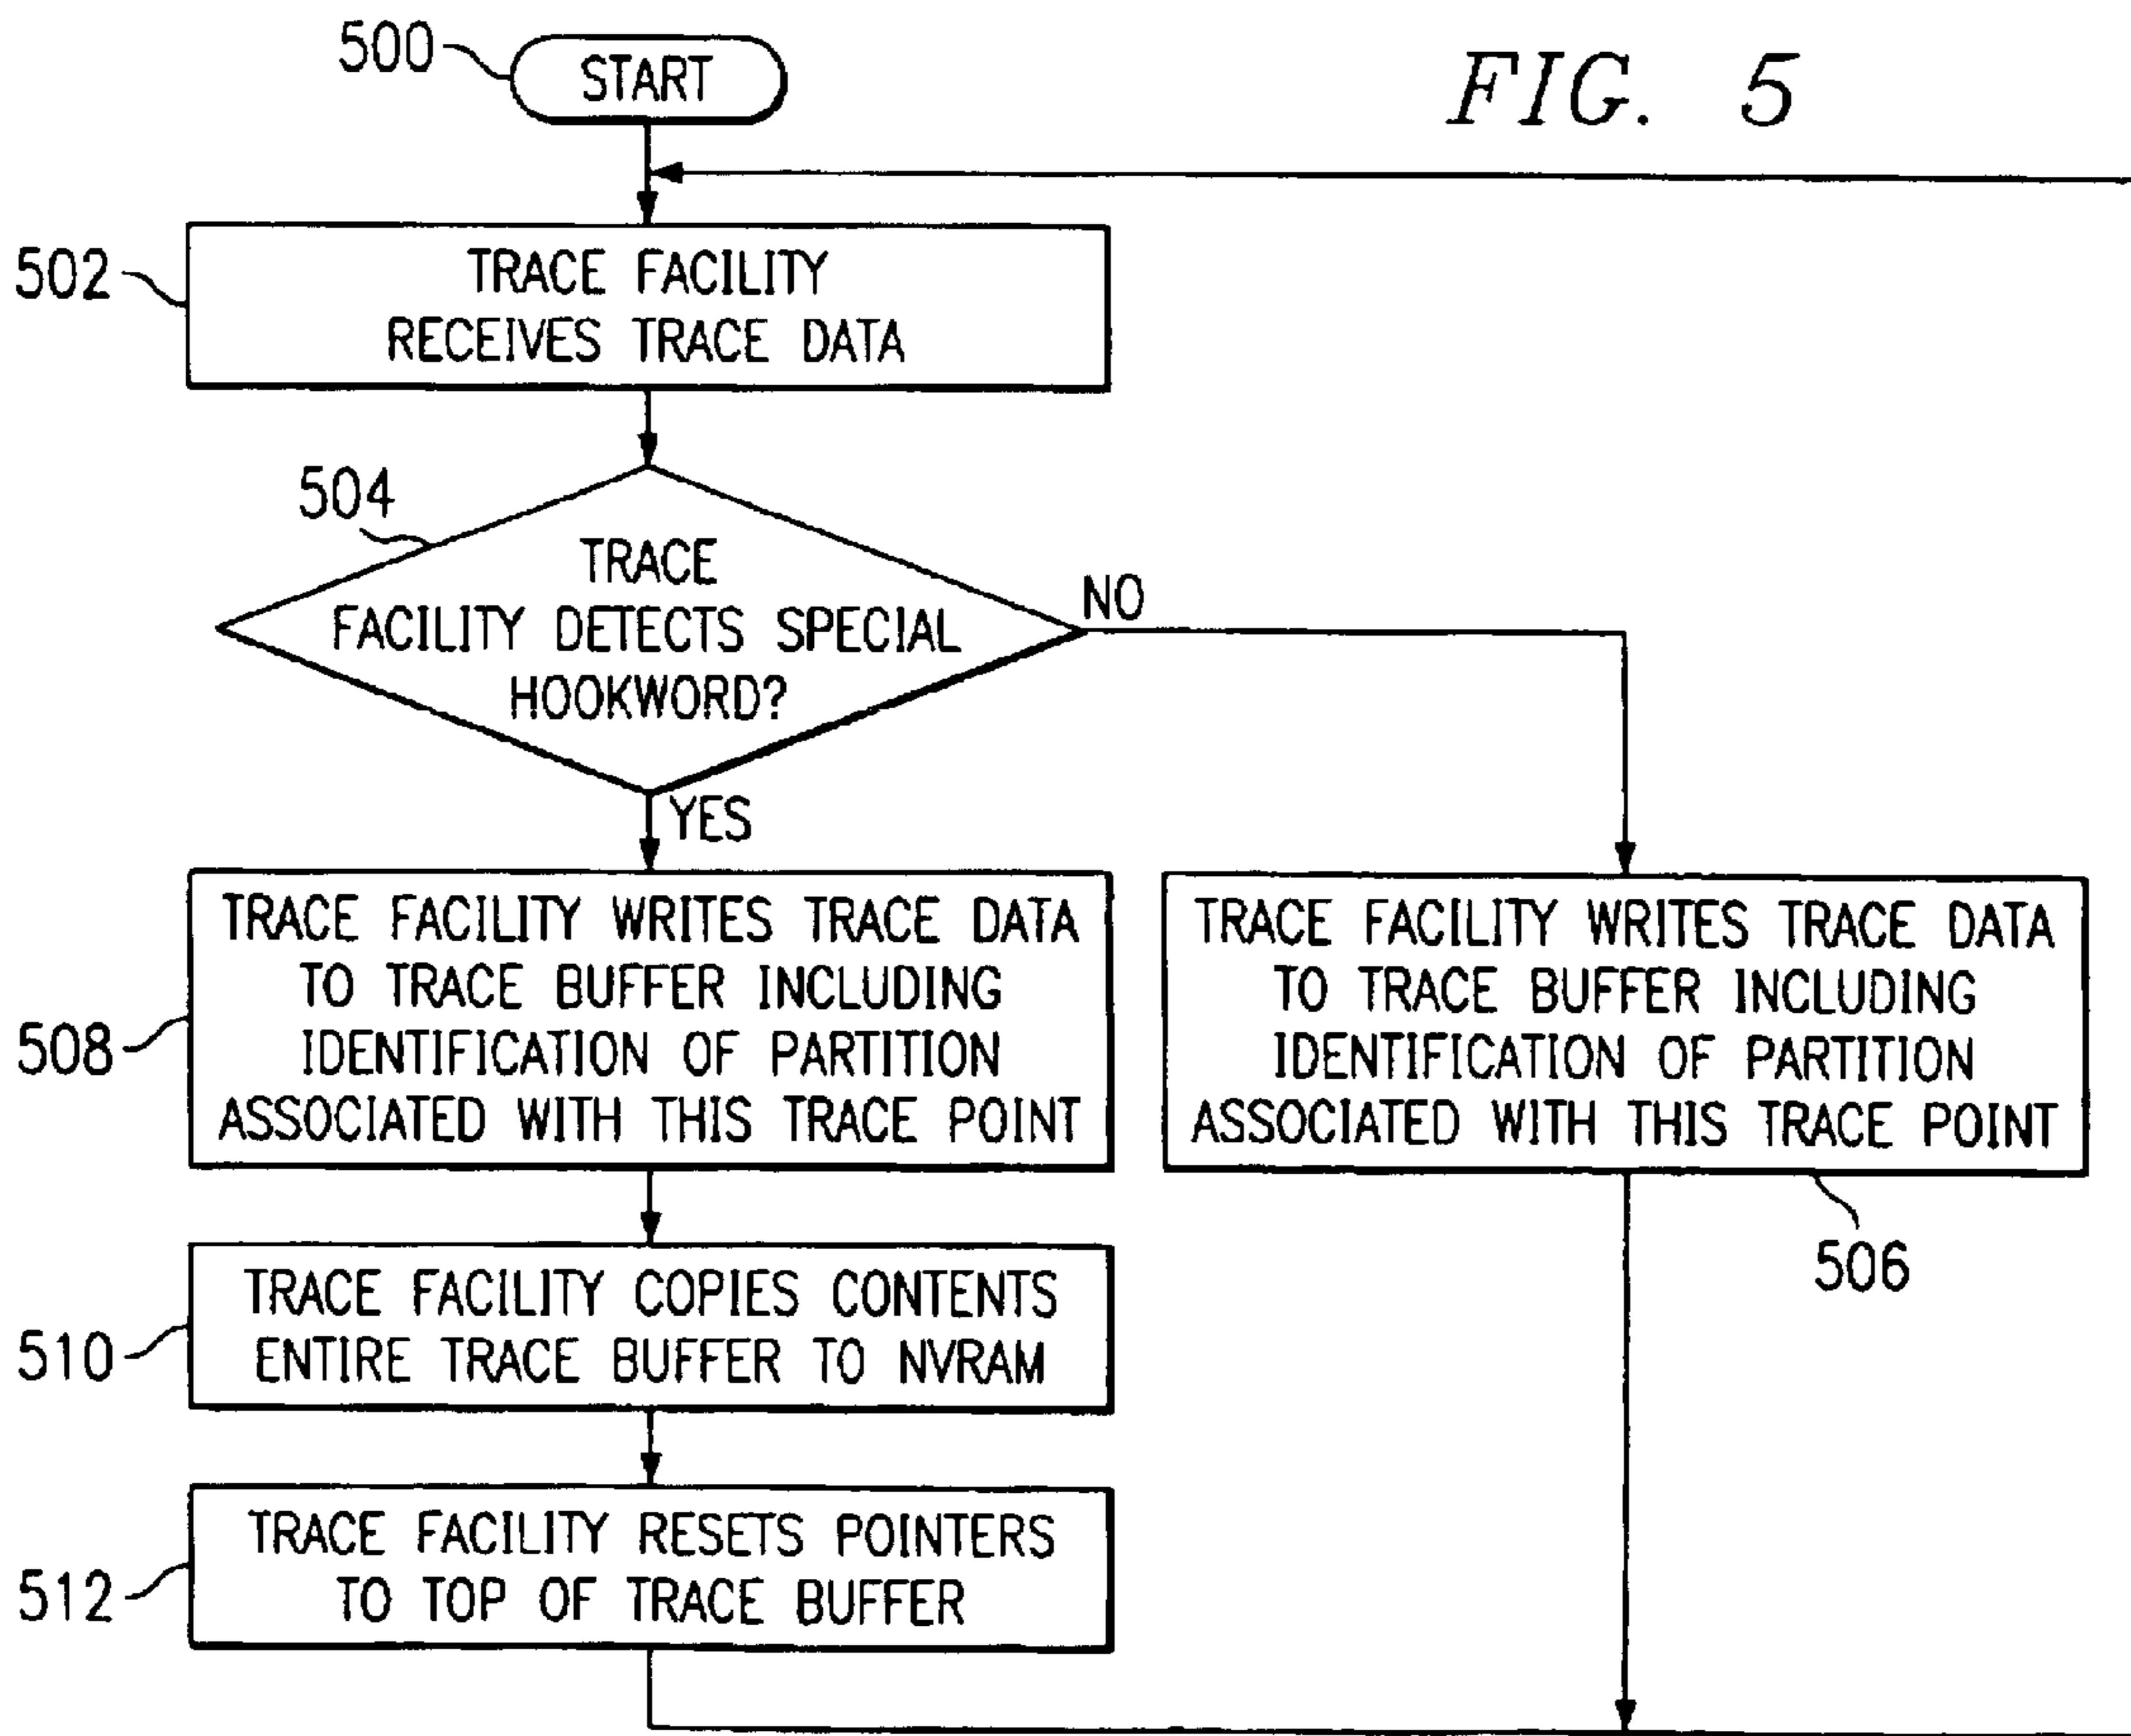 500
START
FIG. 5
502
TRACE FACILITY
RECEIVES TRACE DATA
504
TRACE
FACILITY DETECTS SPECIAL
HOOKWORD?
NO
YES
508
TRACE FACILITY WRITES TRACE DATA
TO TRACE BUFFER INCLUDING
IDENTIFICATION OF PARTITION
ASSOCIATED WITH THIS TRACE POINT
TRACE FACILITY WRITES TRACE DATA
TO TRACE BUFFER INCLUDING
IDENTIFICATION OF PARTITION
ASSOCIATED WITH THIS TRACE POINT
506
510
TRACE FACILITY COPIES CONTENTS
ENTIRE TRACE BUFFER TO NVRAM
512
TRACE FACILITY RESETS POINTERS
TO TOP OF TRACE BUFFER